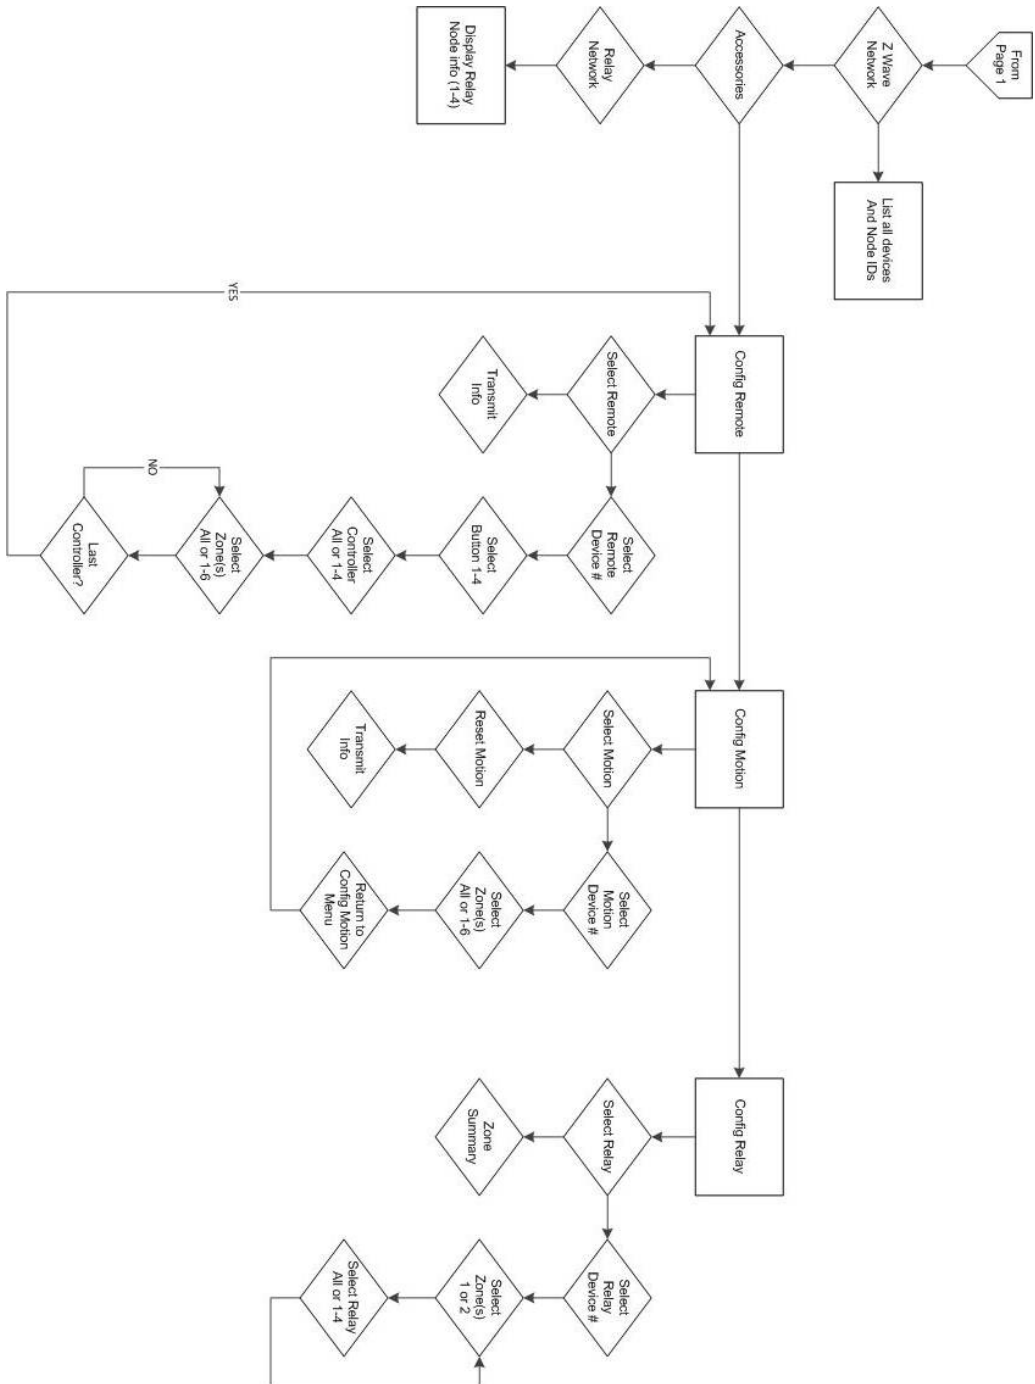 From
Page 1
Z Wave
Network
List all devices
And Node IDs
Accessories
Relay
Network
Display Relay
Node info (1-4)
Config Remote
Select Remote
Transmit
Info
Select
Remote
Device #
Select
Button 1-4
Select
Controller
All or 1-4
Select
Zone(s)
All or 1-6
Last
Controller?
NO
YES
Config Motion
Select Motion
Reset Motion
Transmit
Info
Select
Motion
Device #
Select
Zone(s)
All or 1-6
Return to
Config Motion
Menu
Config Relay
Select Relay
Zone
Summary
Select
Relay
Device #
Select
Zone(s)
1 or 2
Select Relay
All or 1-4